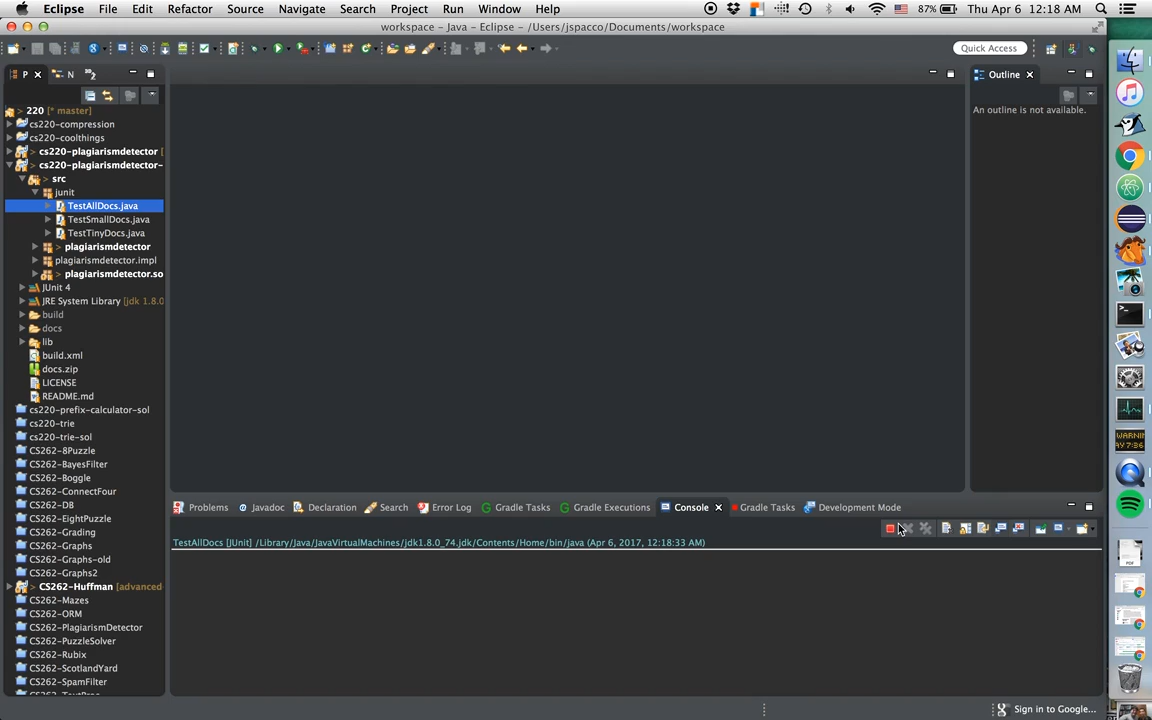 Eclipse File Edit Refactor Source Navigate Search Project Run Window Help 87% Thu Apr 6 12:18 AM
workspace - Java - Eclipse - /Users/jspacco/Documents/workspace
Quick Access
P N 2
Outline
An outline is not available.
> 220 [* master]
cs220-compression
cs220-coolthings
> cs220-plagiarismdetector [
> cs220-plagiarismdetector-
> src
junit
TestAllDocs.java
TestSmallDocs.java
TestTinyDocs.java
> plagiarismdetector
plagiarismdetector.impl
> plagiarismdetector.so
JUnit 4
JRE System Library [jdk 1.8.0
build
docs
lib
build.xml
docs.zip
LICENSE
README.md
cs220-prefix-calculator-sol
cs220-trie
cs220-trie-sol
CS262-8Puzzle
CS262-BayesFilter
CS262-Boggle
CS262-ConnectFour
CS262-DB
CS262-EightPuzzle
CS262-Grading
CS262-Graphs
CS262-Graphs-old
CS262-Graphs2
> CS262-Huffman [advanced-
CS262-Mazes
CS262-ORM
CS262-PlagiarismDetector
CS262-PuzzleSolver
CS262-Rubix
CS262-ScotlandYard
CS262-SpamFilter
Problems Javadoc Declaration Search Error Log Gradle Tasks Gradle Executions Console Gradle Tasks Development Mode
TestAllDocs [JUnit] /Library/Java/JavaVirtualMachines/jdk1.8.0_74.jdk/Contents/Home/bin/java (Apr 6, 2017, 12:18:33 AM)
WARNIN
AY 7:36
PDF
Sign in to Google...